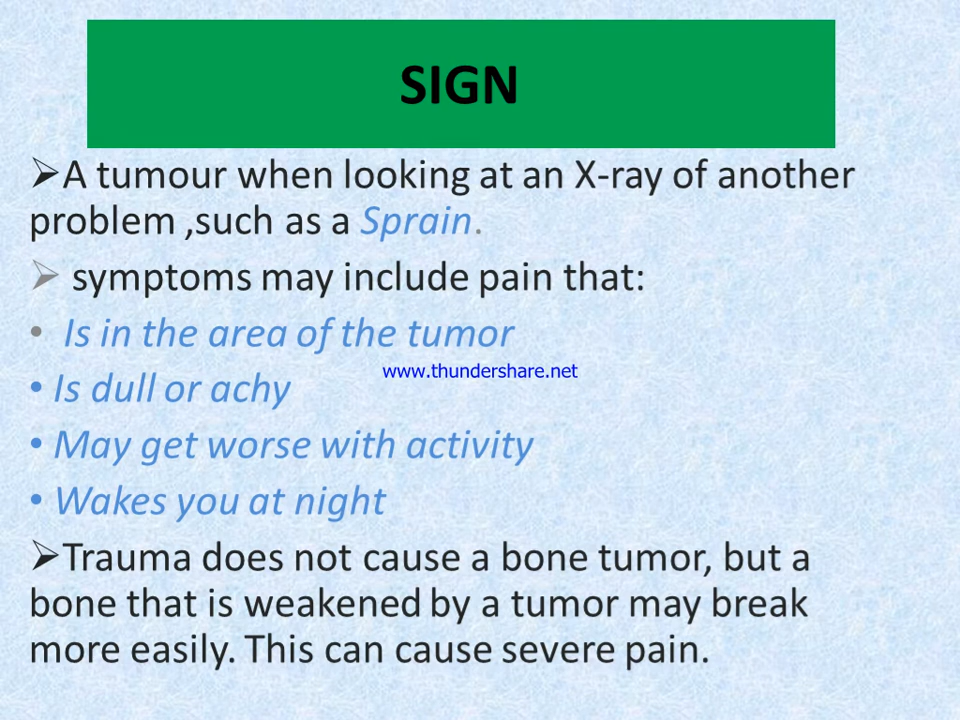 SIGN
➢A tumour when looking at an X-ray of another
problem ,such as a Sprain.
➢ symptoms may include pain that:
• Is in the area of the tumor
www.thundershare.net
• Is dull or achy
• May get worse with activity
• Wakes you at night
➢Trauma does not cause a bone tumor, but a
bone that is weakened by a tumor may break
more easily. This can cause severe pain.